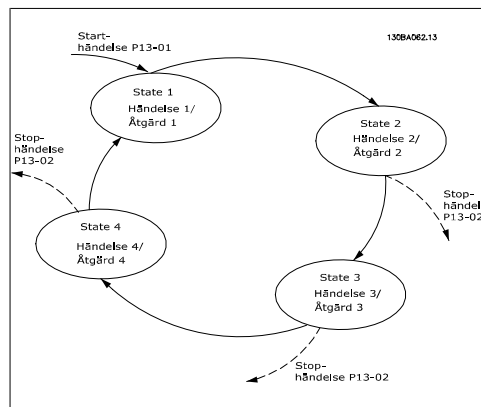 Start-
händelse P13-01
130BA062.13
State 1
Händelse 1/
Åtgärd 1
State 2
Händelse 2/
Åtgärd 2
Stop-
händelse
P13-02
Stop-
händel
P13-02
State 4
Händelse 4/
Åtgärd 4
State 3
Händelse 3/
Åtgärd 3
Stop-
händelse P13-02